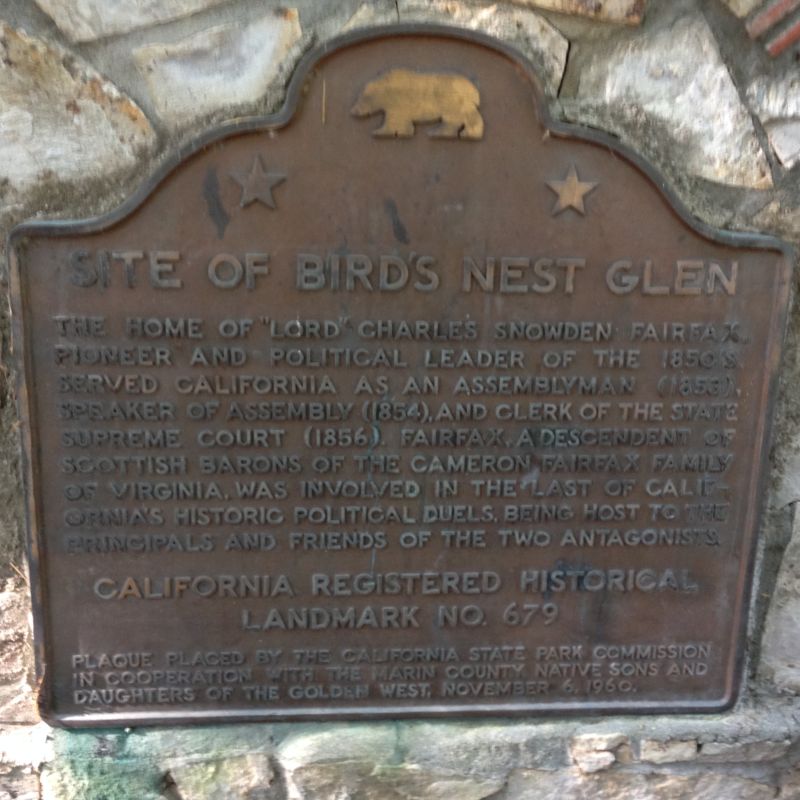 SITE OF BIRD'S NEST GLEN
THE HOME OF "LORD" CHARLES SNOWDEN FAIRFAX,
PIONEER AND POLITICAL LEADER OF THE 1850'S.
SERVED CALIFORNIA AS AN ASSEMBLYMAN (1853),
SPEAKER OF ASSEMBLY (1854), AND CLERK OF THE STATE
SUPREME COURT (1856). FAIRFAX, A DESCENDENT OF
SCOTTISH BARONS OF THE CAMERON FAIRFAX FAMILY
OF VIRGINIA, WAS INVOLVED IN THE LAST OF CALIF-
ORNIA'S HISTORIC POLITICAL DUELS, BEING HOST TO THE
PRINCIPALS AND FRIENDS OF THE TWO ANTAGONISTS.
CALIFORNIA REGISTERED HISTORICAL
LANDMARK NO. 679
PLAQUE PLACED BY THE CALIFORNIA STATE PARK COMMISSION
IN COOPERATION WITH THE MARIN COUNTY NATIVE SONS AND
DAUGHTERS OF THE GOLDEN WEST, NOVEMBER 6, 1960.